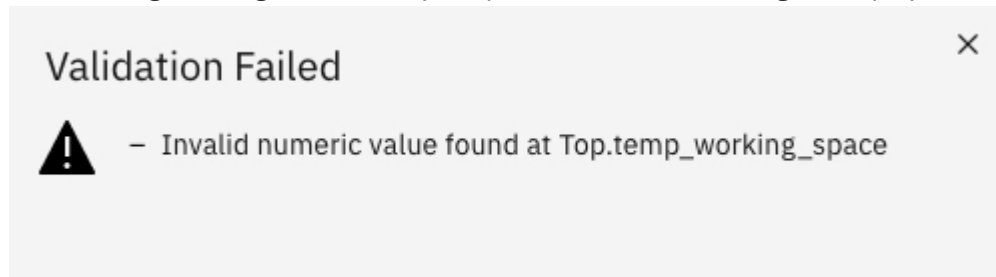 Validation Failed
– Invalid numeric value found at Top.temp_working_space